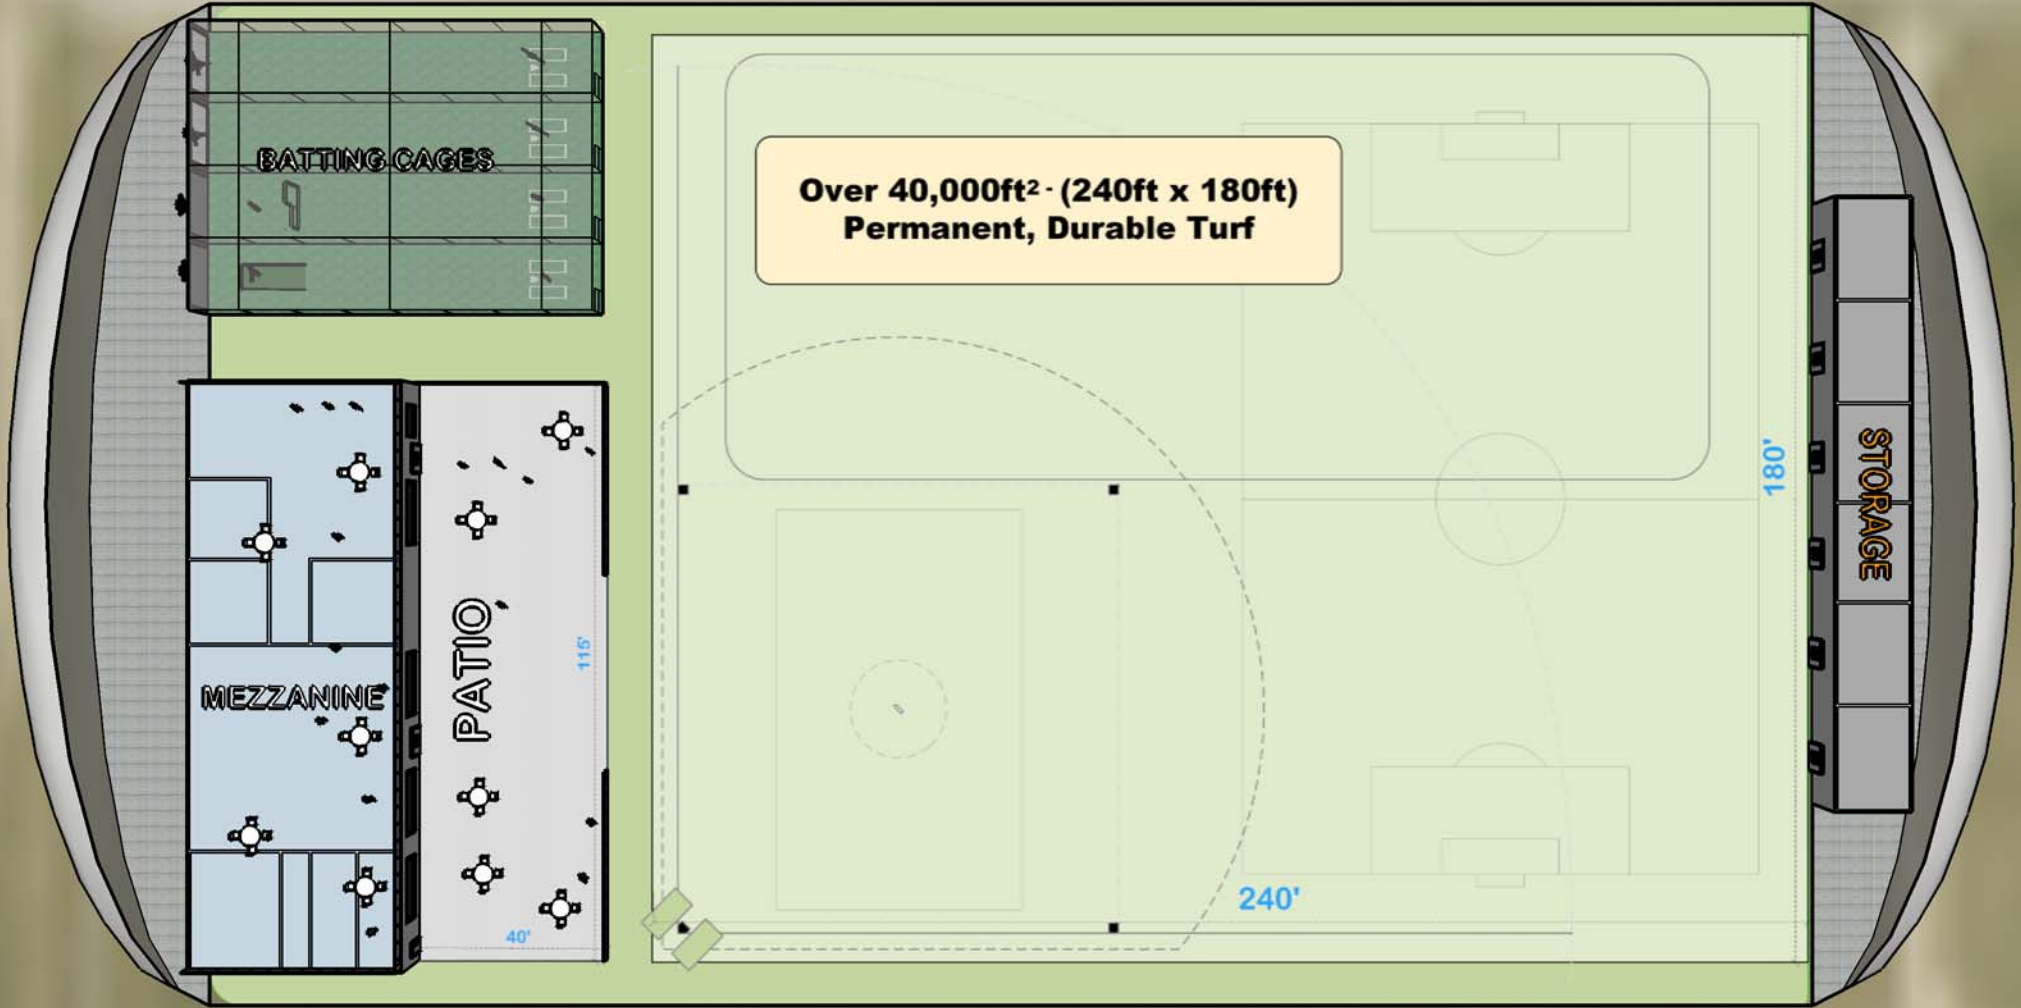 BATTING CAGES
Over 40,000ft² - (240ft x 180ft)
Permanent, Durable Turf
180'
STORAGE
PATIO
115'
MEZZANINE
240'
40'